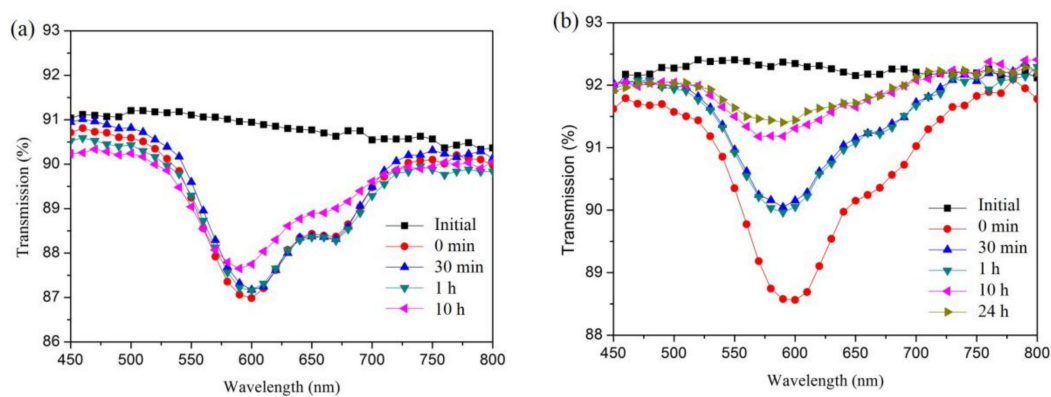 (a)
Transmission (%)
93
92
91
90
89
88
87
86
450 500 550 600 650 700 750 800
Wavelength (nm)
Initial
0 min
30 min
1 h
10 h
(b)
Transmission (%)
93
92
91
90
89
88
450 500 550 600 650 700 750 800
Wavelength (nm)
Initial
0 min
30 min
1 h
10 h
24 h